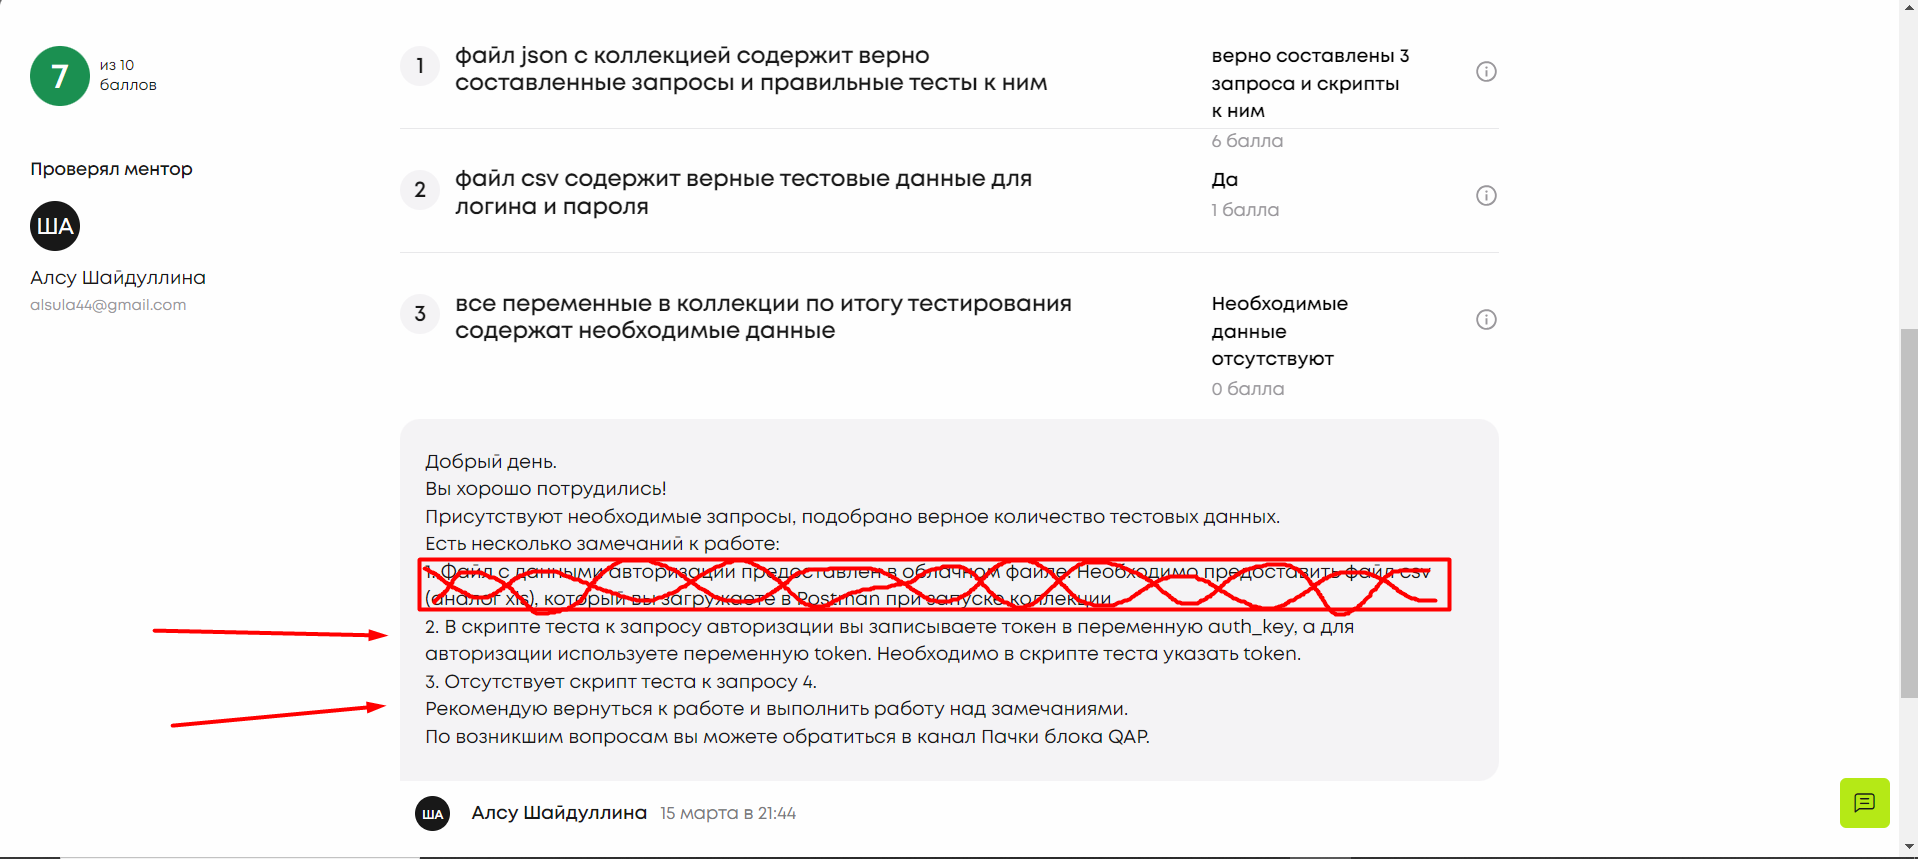 7
из 10
баллов
Проверял ментор
ША
Алсу Шайдуллина
alsula44@gmail.com
1
файл json с коллекцией содержит верно
составленные запросы и правильные тесты к ним
верно составлены 3
запроса и скрипты
к ним
6 балла
2
файл csv содержит верные тестовые данные для
логина и пароля
Да
1 балла
3
все переменные в коллекции по итогу тестирования
содержат необходимые данные
Необходимые
данные
отсутствуют
0 балла
Добрый день.
Вы хорошо потрудились!
Присутствуют необходимые запросы, подобрано верное количество тестовых данных.
Есть несколько замечаний к работе:
1. Файл с данными авторизации предоставлен в облачном файле. Необходимо предоставить файл csv
(аналог xls), который вы загружаете в Postman при запуске коллекции.
2. В скрипте теста к запросу авторизации вы записываете токен в переменную auth_key, а для
авторизации используете переменную token. Необходимо в скрипте теста указать token.
3. Отсутствует скрипт теста к запросу 4.
Рекомендую вернуться к работе и выполнить работу над замечаниями.
По возникшим вопросам вы можете обратиться в канал Пачки блока QAP.
ША
Алсу Шайдуллина 15 марта в 21:44